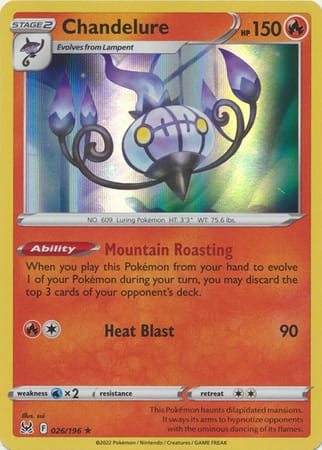 STAGE2
Chandelure
HP 150
Evolves from Lampent
NO. 609 Luring Pokémon HT: 3'3" WT: 75.6 lbs.
Ability Mountain Roasting
When you play this Pokémon from your hand to evolve
1 of your Pokémon during your turn, you may discard
the top 3 cards of your opponent's deck.
Heat Blast 90
weakness ×2 resistance retreat
Illus. sui
F 026/196 ★
This Pokémon haunts dilapidated mansions.
It sways its arms to hypnotize opponents
with the ominous dancing of its flames.
©2022 Pokémon / Nintendo / Creatures / GAME FREAK